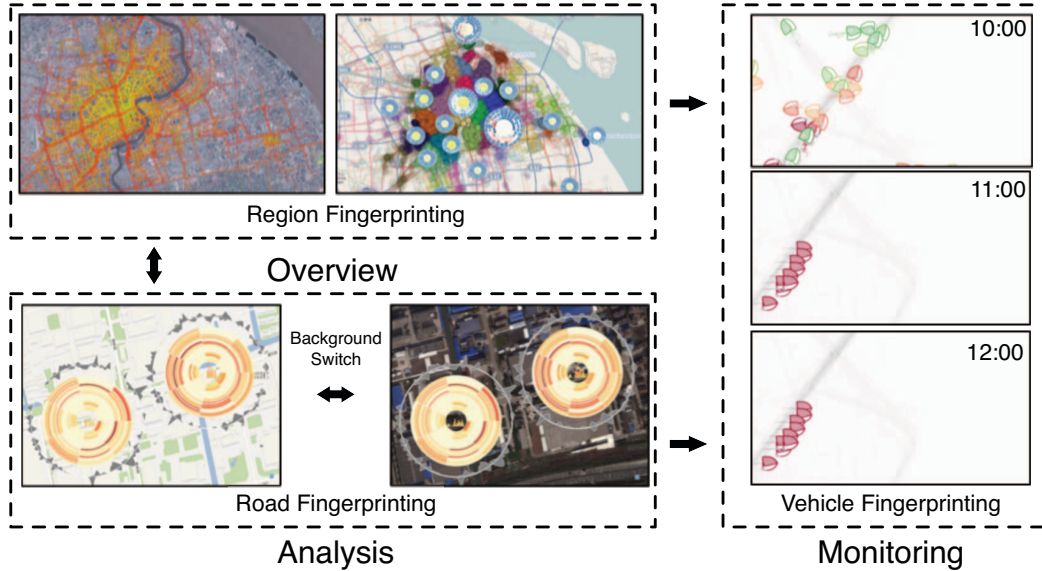 Region Fingerprinting
Overview
Background
Switch
Road Fingerprinting
Analysis
10:00
11:00
12:00
Vehicle Fingerprinting
Monitoring